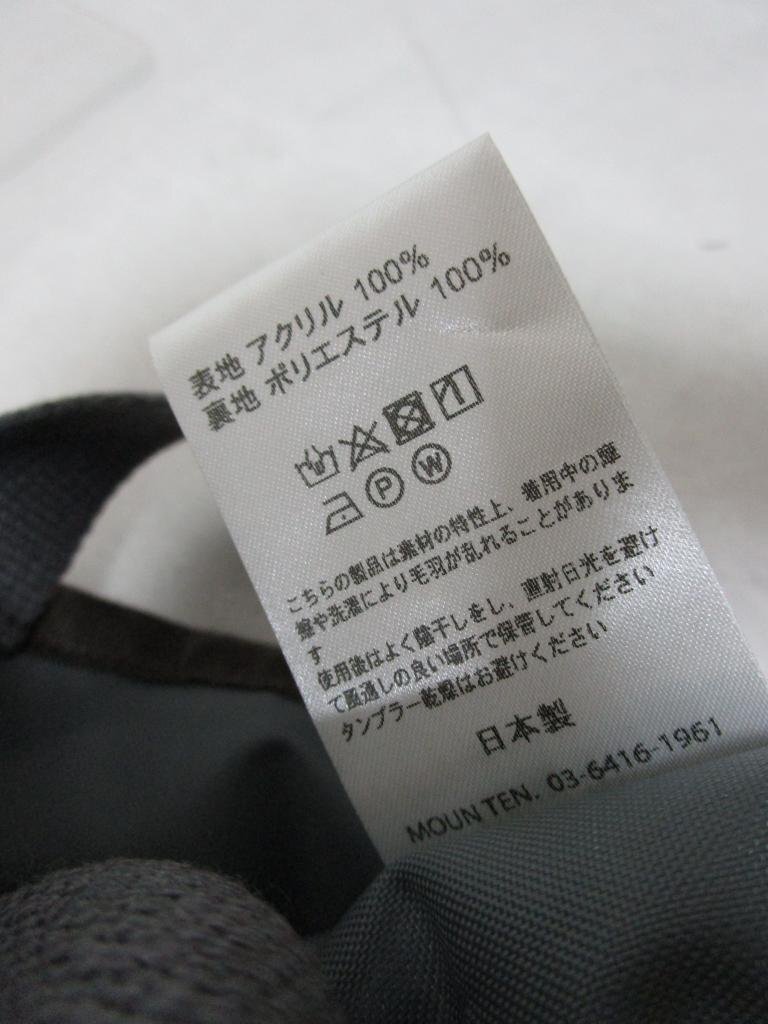 表地 アクリル 100%
裏地 ポリエステル 100%
P W
こちらの製品は素材の特性上、着用中の摩
擦や洗濯により毛羽が乱れることがありま
す
使用後はよく陰干しをし、直射日光を避け
て風通しの良い場所で保管してください
タンブラー乾燥はお避けください
日本製
MOUN TEN. 03-6416-1961